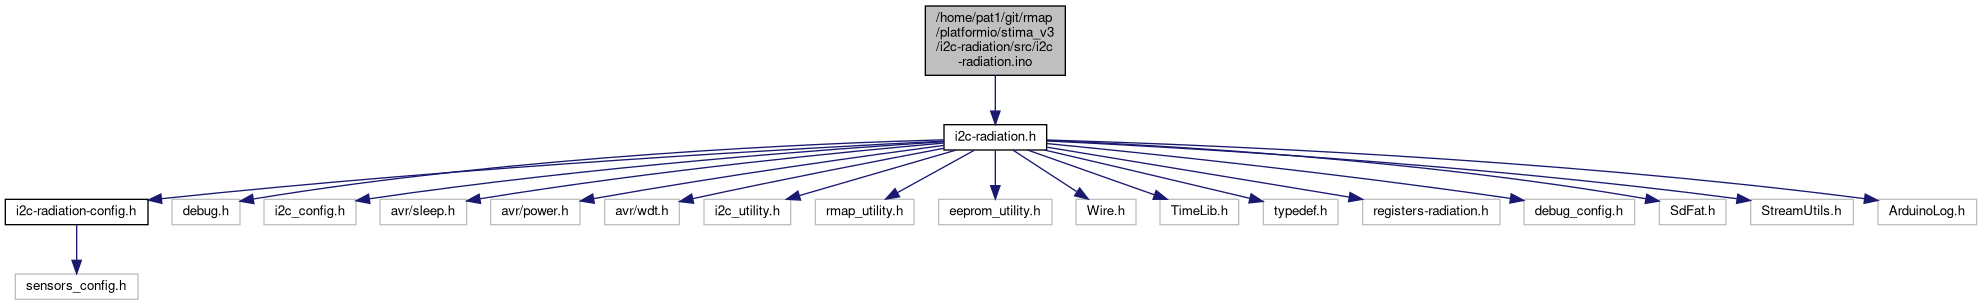 /home/pat1/git/rmap
/platformio/stima_v3
/i2c-radiation/src/i2c
-radiation.ino
i2c-radiation.h
i2c-radiation-config.h
debug.h
i2c_config.h
avr/sleep.h
avr/power.h
avr/wdt.h
i2c_utility.h
rmap_utility.h
eeprom_utility.h
Wire.h
TimeLib.h
typedef.h
registers-radiation.h
debug_config.h
SdFat.h
StreamUtils.h
ArduinoLog.h
sensors_config.h